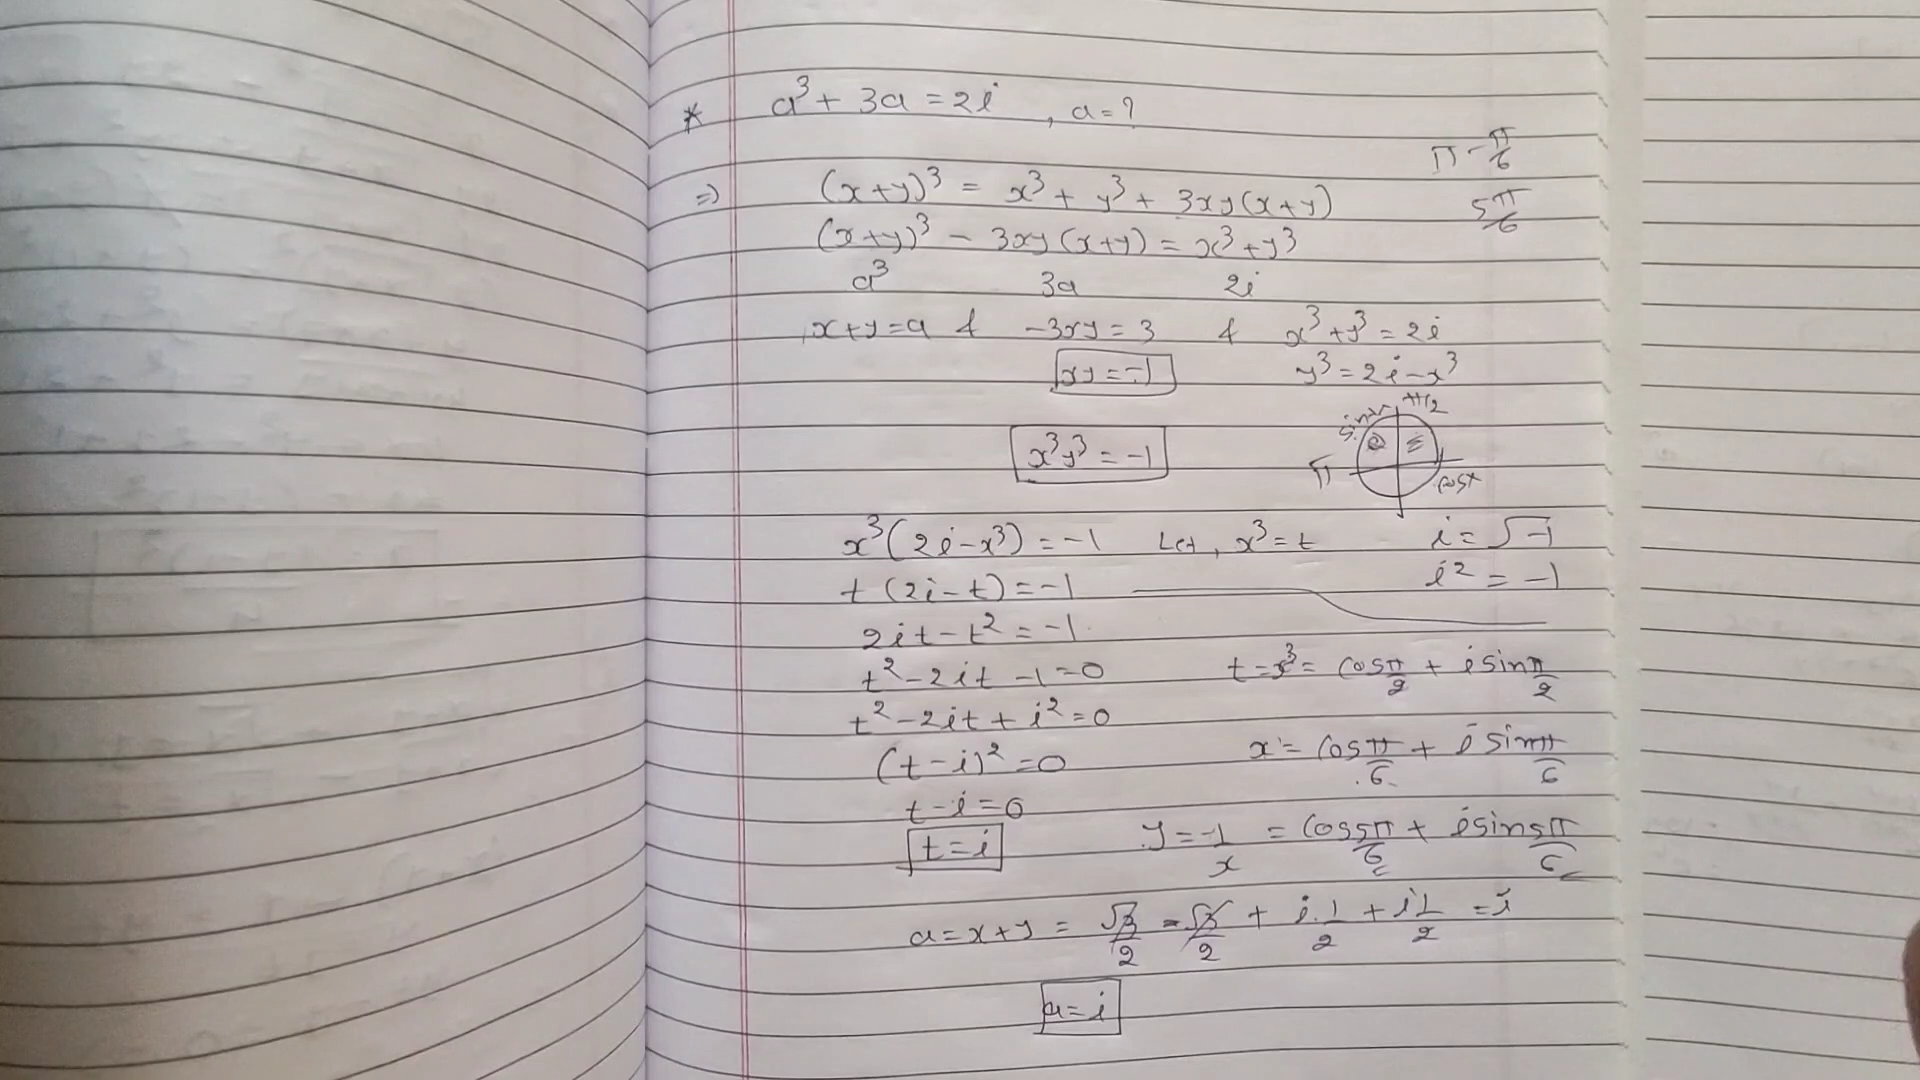 * a³ + 3a = 2i , a = ?
π - π/6
⇒ (x+y)³ = x³ + y³ + 3xy(x+y)
5π/6
(x+y)³ - 3xy(x+y) = x³+y³
a³ 3a 2i
x+y = a & -3xy = 3 & x³+y³ = 2i
xy = -1
y³ = 2i - x³
π/2
sinx
π
cosx
x³y³ = -1
x³(2i-x³) = -1 Let, x³ = t
i = √-1
t(2i-t) = -1
i² = -1
2it - t² = -1
t² - 2it - 1 = 0
t = x³ = cos π/2 + i sin π/2
t² - 2it + i² = 0
(t-i)² = 0
x = cos π/6 + i sin π/6
t - i = 0
t = i
y = -1/x = cos 5π/6 + i sin 5π/6
a = x+y = √3/2 - √3/2 + i.1/2 + i1/2 = i
a = i